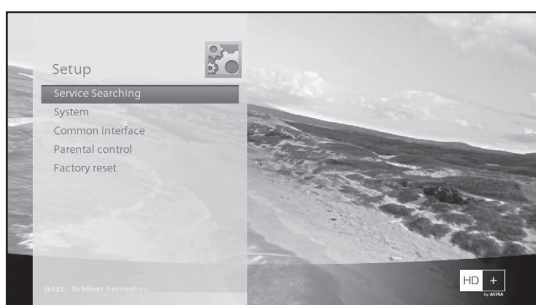 Setup
Service Searching
System
Common Interface
Parental control
Factory reset
Jetzt. Schöner Fernsehen.
HD +
by ASTRA